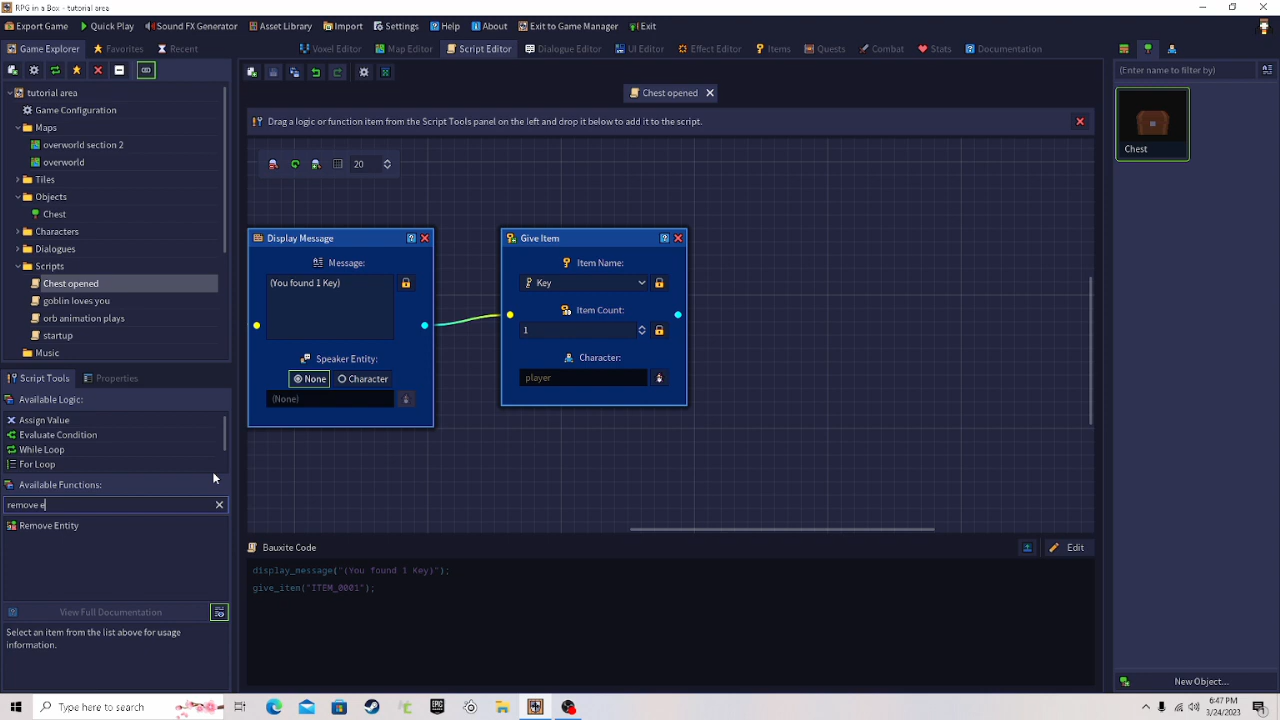 RPG in a Box - tutorial area
Export Game
Quick Play
Sound FX Generator
Asset Library
Import
Settings
Help
About
Exit to Game Manager
Exit
Game Explorer
Favorites
Recent
Voxel Editor
Map Editor
Script Editor
Dialogue Editor
UI Editor
Effect Editor
Items
Quests
Combat
Stats
Documentation
(Enter name to filter by)
tutorial area
Game Configuration
Maps
overworld section 2
overworld
Tiles
Objects
Chest
Characters
Dialogues
Scripts
Chest opened
goblin loves you
orb animation plays
startup
Music
Chest opened
Drag a logic or function item from the Script Tools panel on the left and drop it below to add it to the script.
20
Display Message
Message:
(You found 1 Key)
Speaker Entity:
None
Character
(None)
Give Item
Item Name:
Key
Item Count:
1
Character:
player
Chest
Script Tools
Properties
Available Logic:
Assign Value
Evaluate Condition
While Loop
For Loop
Available Functions:
remove e
Remove Entity
View Full Documentation
Select an item from the list above for usage
information.
Bauxite Code
Edit
display_message("(You found 1 Key)");
give_item("ITEM_0001");
New Object...
Type here to search
6:47 PM
3/24/2023